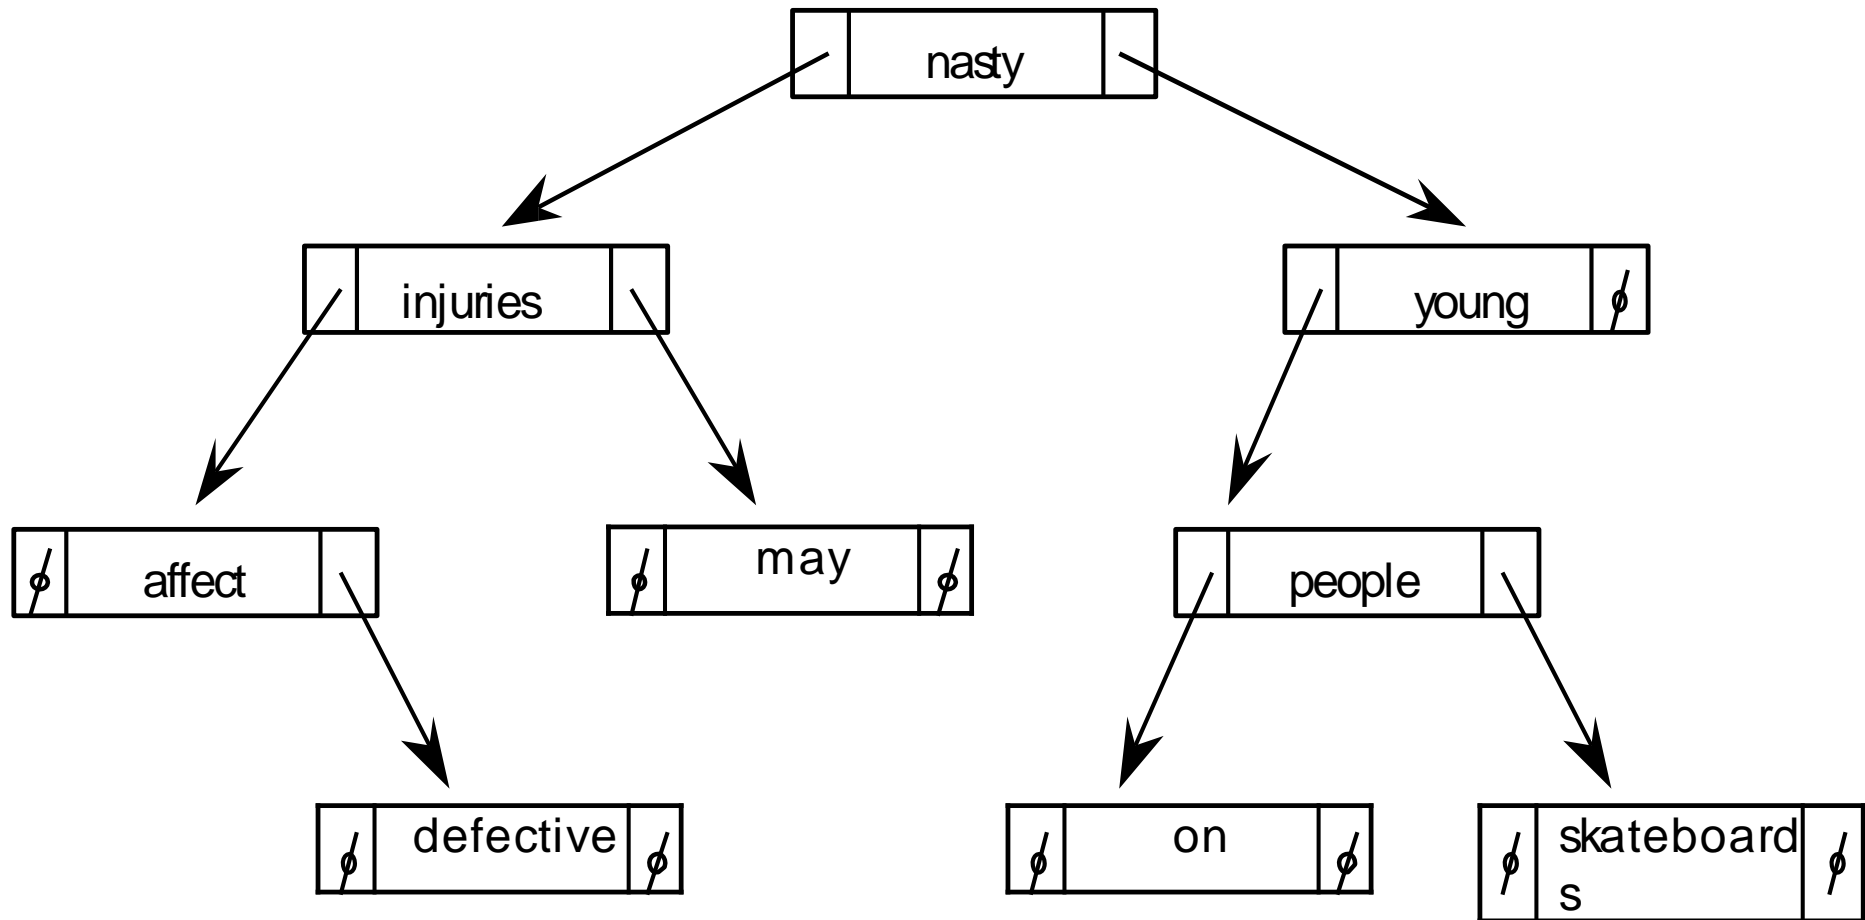 nasty
injuries
young
affect
may
people
defective
on
skateboard
s